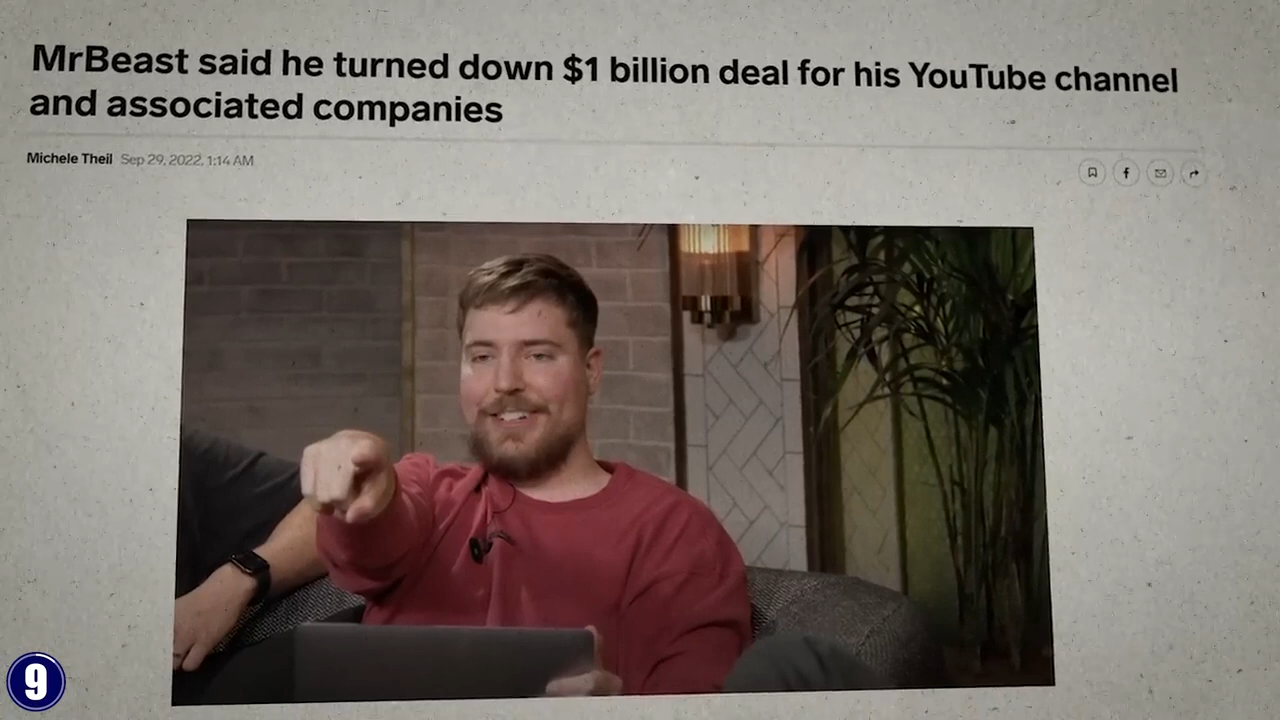 MrBeast said he turned down $1 billion deal for his YouTube channel
and associated companies
Michele Theil Sep 29, 2022, 1:14 AM
9